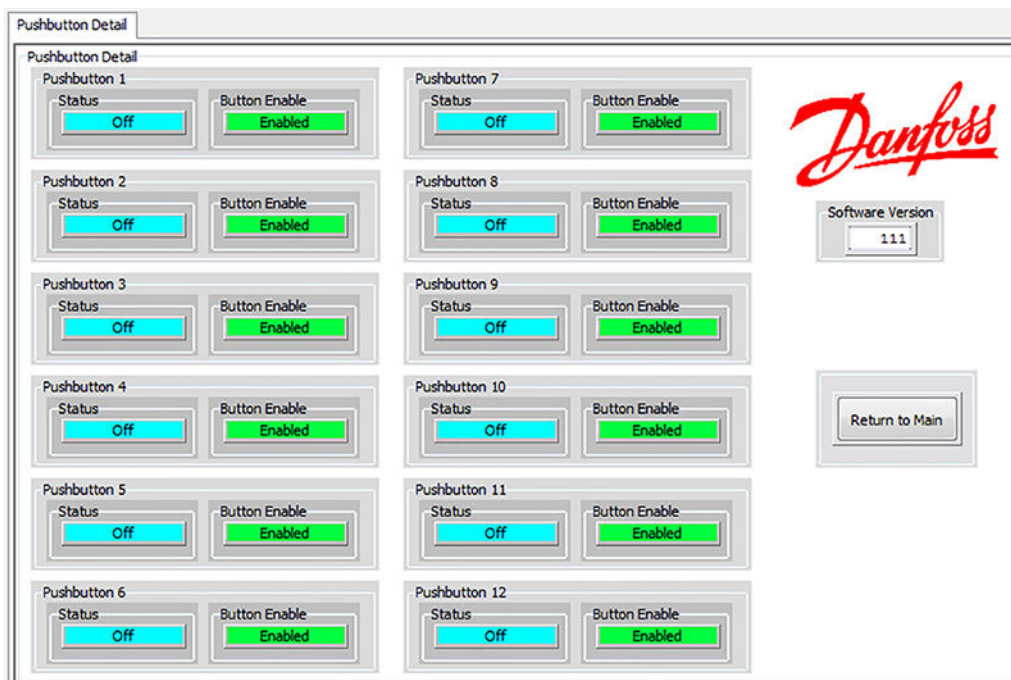 Pushbutton Detail
Pushbutton Detail
Pushbutton 1
Status Button Enable
Off Enabled
Pushbutton 2
Status Button Enable
Off Enabled
Pushbutton 3
Status Button Enable
Off Enabled
Pushbutton 4
Status Button Enable
Off Enabled
Pushbutton 5
Status Button Enable
Off Enabled
Pushbutton 6
Status Button Enable
Off Enabled
Pushbutton 7
Status Button Enable
Off Enabled
Pushbutton 8
Status Button Enable
Off Enabled
Pushbutton 9
Status Button Enable
Off Enabled
Pushbutton 10
Status Button Enable
Off Enabled
Pushbutton 11
Status Button Enable
Off Enabled
Pushbutton 12
Status Button Enable
Off Enabled
Danfoss
Software Version
111
Return to Main